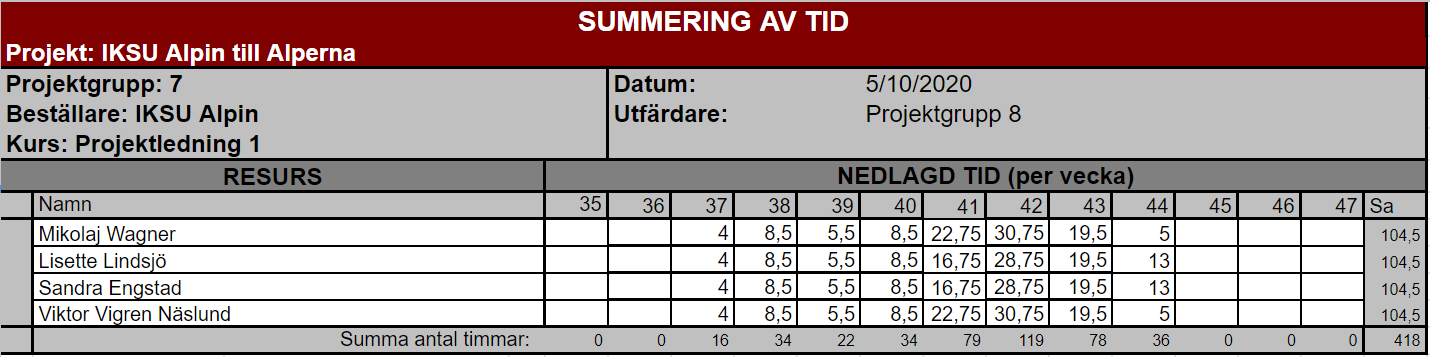 SUMMERING AV TID
Projekt: IKSU Alpin till Alperna
Projektgrupp: 7 Datum: 5/10/2020
Beställare: IKSU Alpin Utfärdare: Projektgrupp 8
Kurs: Projektledning 1
RESURS NEDLAGD TID (per vecka)
Namn 35 36 37 38 39 40 41 42 43 44 45 46 47 Sa
Mikolaj Wagner 4 8,5 5,5 8,5 22,75 30,75 19,5 5 104,5
Lisette Lindsjö 4 8,5 5,5 8,5 16,75 28,75 19,5 13 104,5
Sandra Engstad 4 8,5 5,5 8,5 16,75 28,75 19,5 13 104,5
Viktor Vigren Näslund 4 8,5 5,5 8,5 22,75 30,75 19,5 5 104,5
Summa antal timmar: 0 0 16 34 22 34 79 119 78 36 0 0 0 418